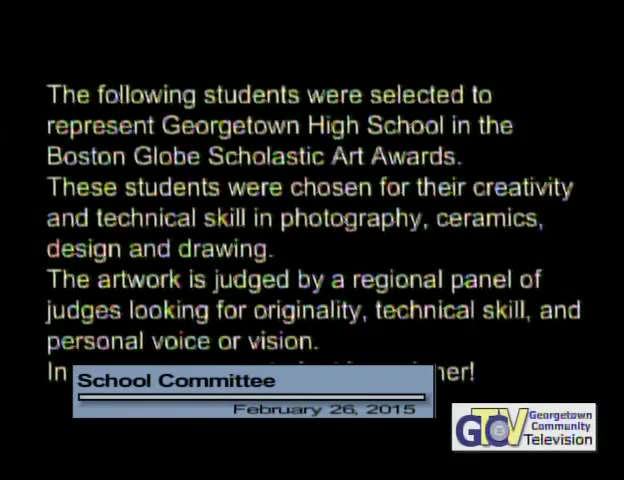 The following students were selected to
represent Georgetown High School in the
Boston Globe Scholastic Art Awards.
These students were chosen for their creativity
and technical skill in photography, ceramics,
design and drawing.
The artwork is judged by a regional panel of
judges looking for originality, technical skill, and
personal voice or vision.
In
School Committee
February 26, 2015
GCTV Georgetown
Community
Television